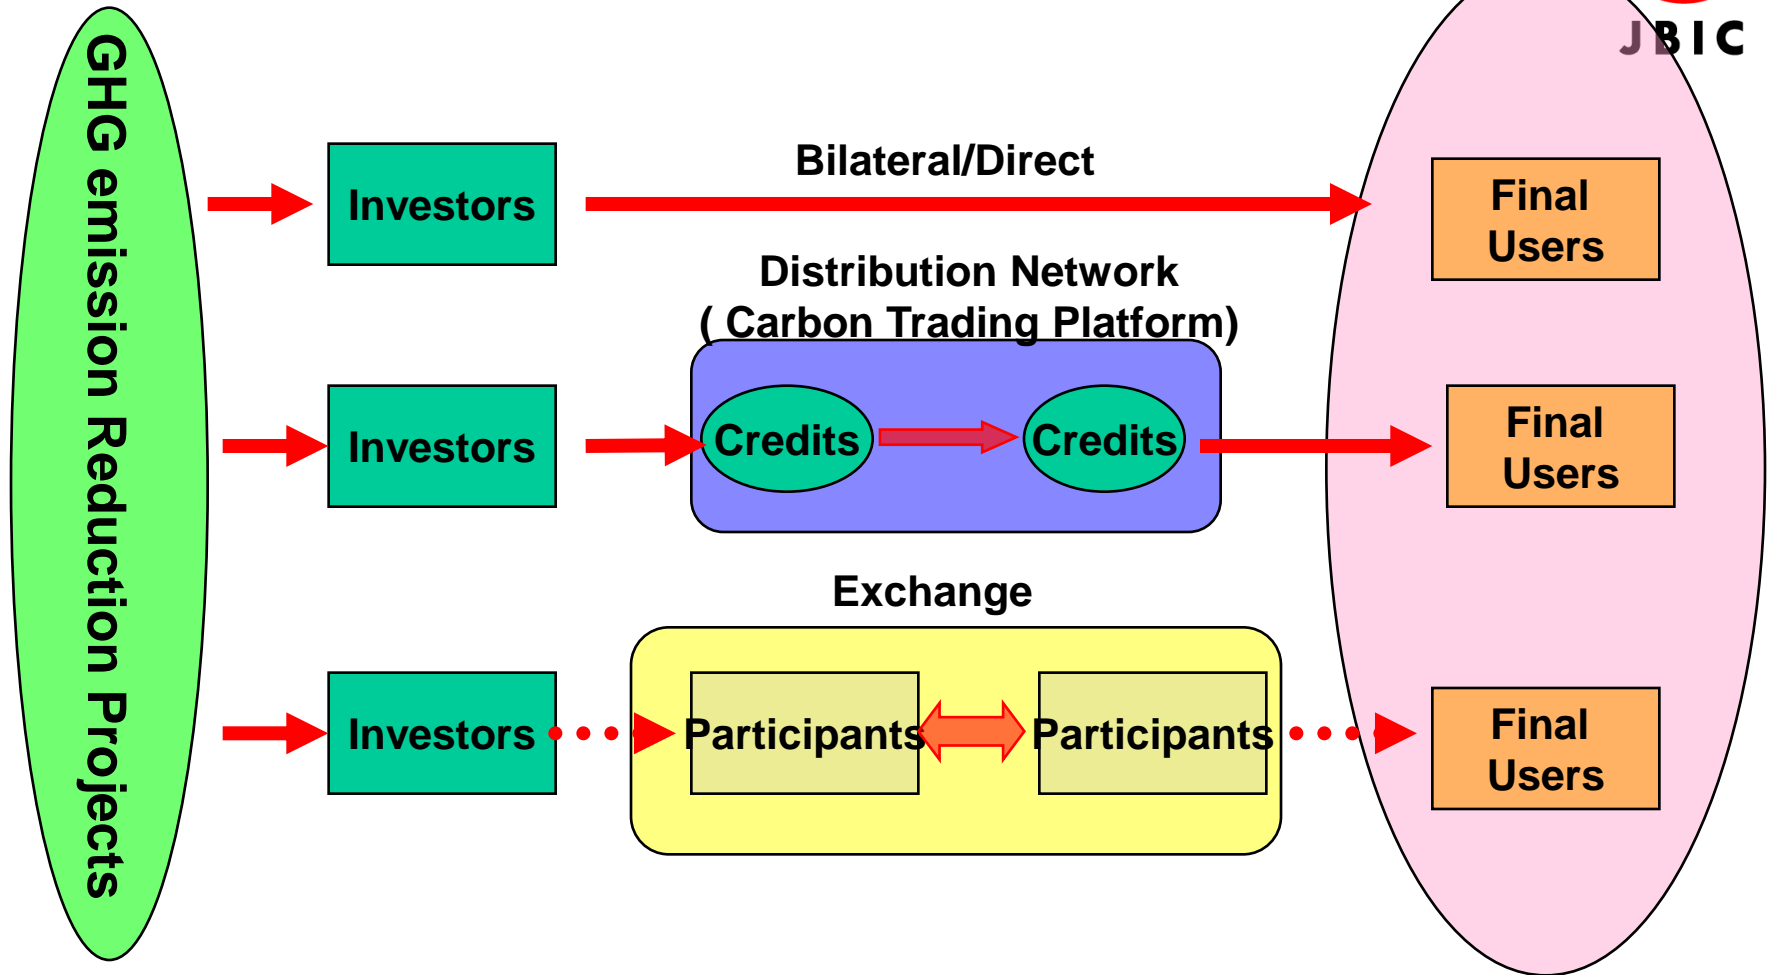 JBIC
GHG emission Reduction Projects
Investors
Bilateral/Direct
Final
Users
Distribution Network
( Carbon Trading Platform)
Investors
Credits
Credits
Final
Users
Exchange
Investors
Participants
Participants
Final
Users